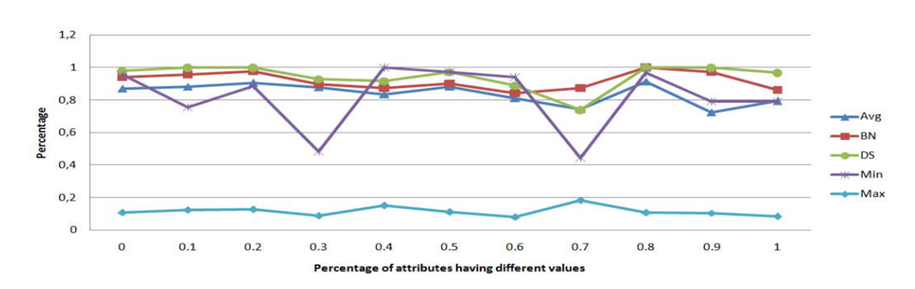 1,2
1
0,8
0,6
0,4
0,2
0
Percentage
0 0.1 0.2 0.3 0.4 0.5 0.6 0.7 0.8 0.9 1
Percentage of attributes having different values
Avg
BN
DS
Min
Max